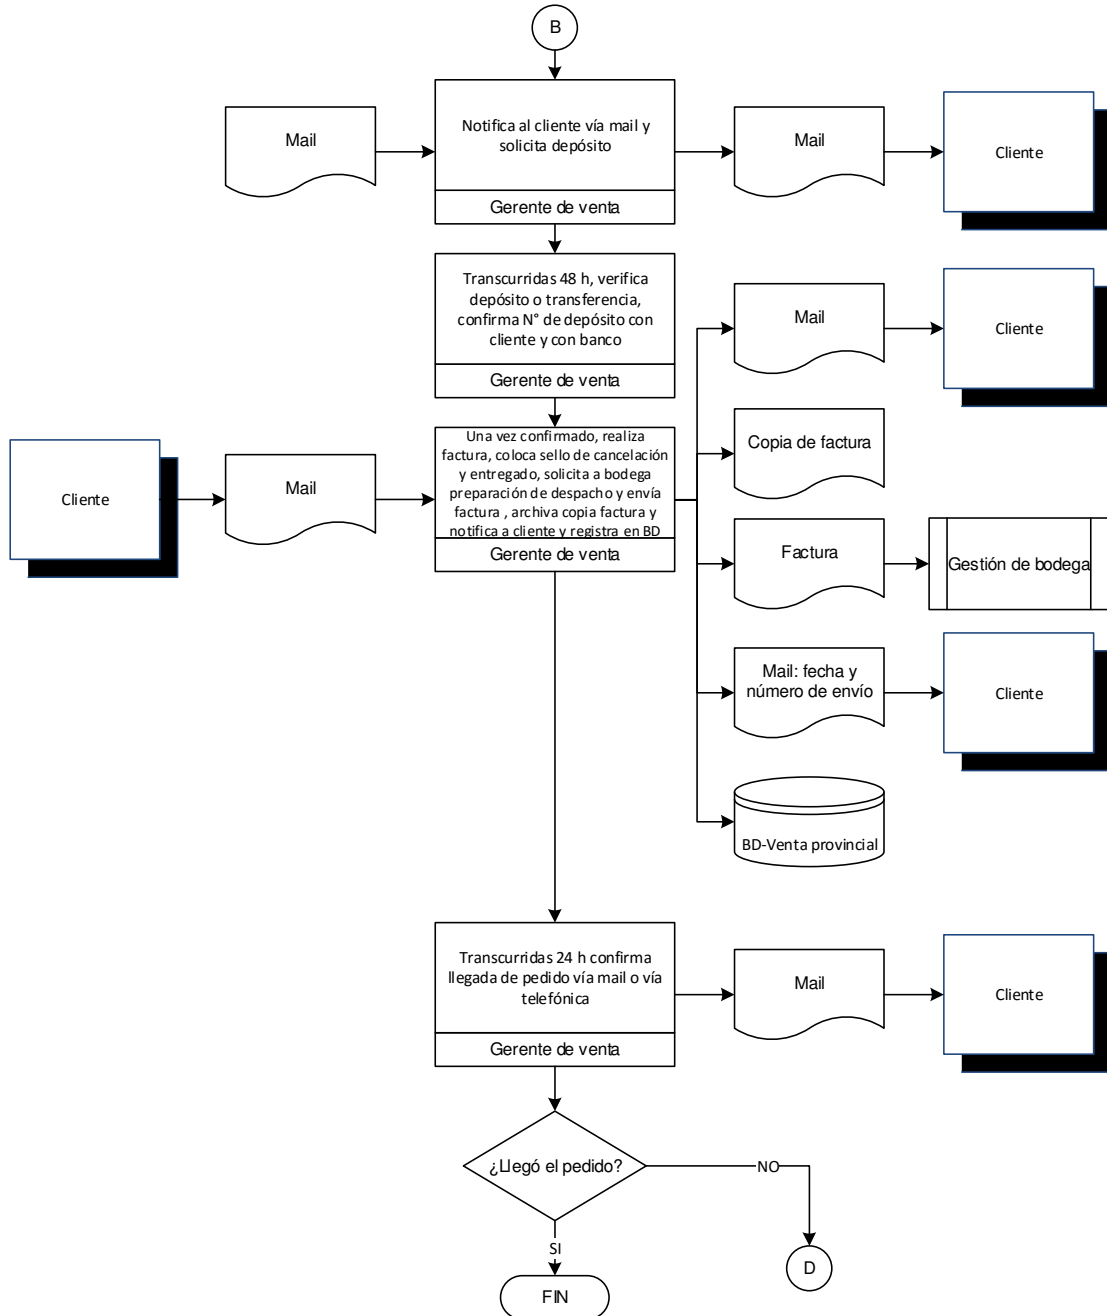 B
Mail
Notifica al cliente vía mail y
solicita depósito
Gerente de venta
Mail
Cliente
Transcurridas 48 h, verifica
depósito o transferencia,
confirma N° de depósito con
cliente y con banco
Gerente de venta
Mail
Cliente
Cliente
Mail
Una vez confirmado, realiza
factura, coloca sello de cancelación
y entregado, solicita a bodega
preparación de despacho y envía
factura , archiva copia factura y
notifica a cliente y registra en BD
Gerente de venta
Copia de factura
Factura
Gestión de bodega
Mail: fecha y
número de envío
Cliente
BD-Venta provincial
Transcurridas 24 h confirma
llegada de pedido vía mail o vía
telefónica
Gerente de venta
Mail
Cliente
¿Llegó el pedido?
NO
SI
D
FIN